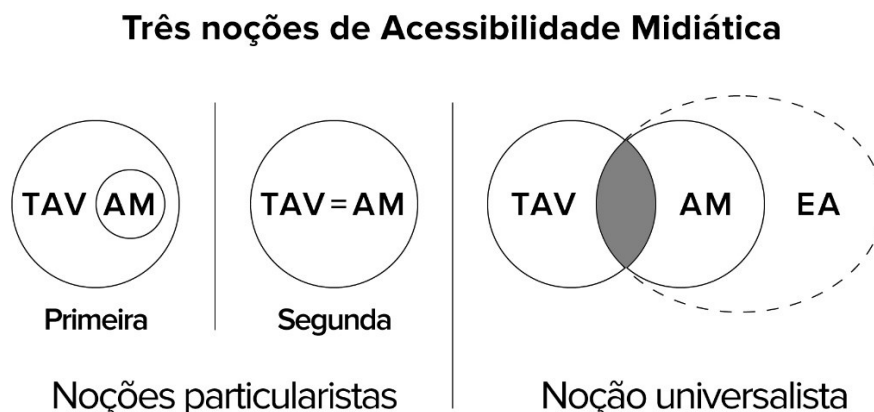 Três noções de Acessibilidade Midiática
TAV AM
Primeira
TAV = AM
Segunda
Noções particularistas
TAV AM EA
Noção universalista